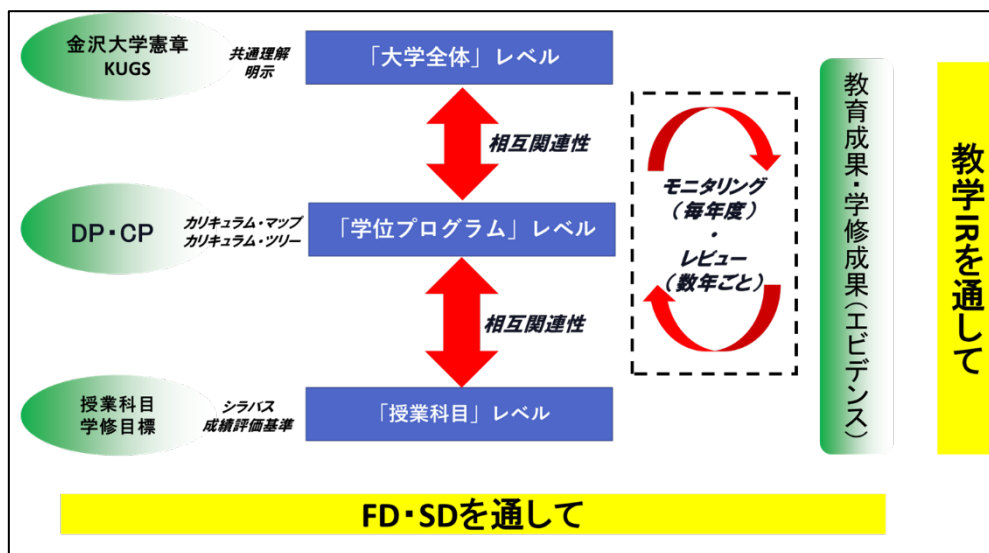 金沢大学憲章
KUGS
共通理解
明示
「大学全体」レベル
相互関連性
DP・CP
カリキュラム・マップ
カリキュラム・ツリー
「学位プログラム」レベル
相互関連性
授業科目
学修目標
シラバス
成績評価基準
「授業科目」レベル
モニタリング
（毎年度）
・
レビュー
（数年ごと）
教育成果・学修成果（エビデンス）
教学IRを通して
FD・SDを通して